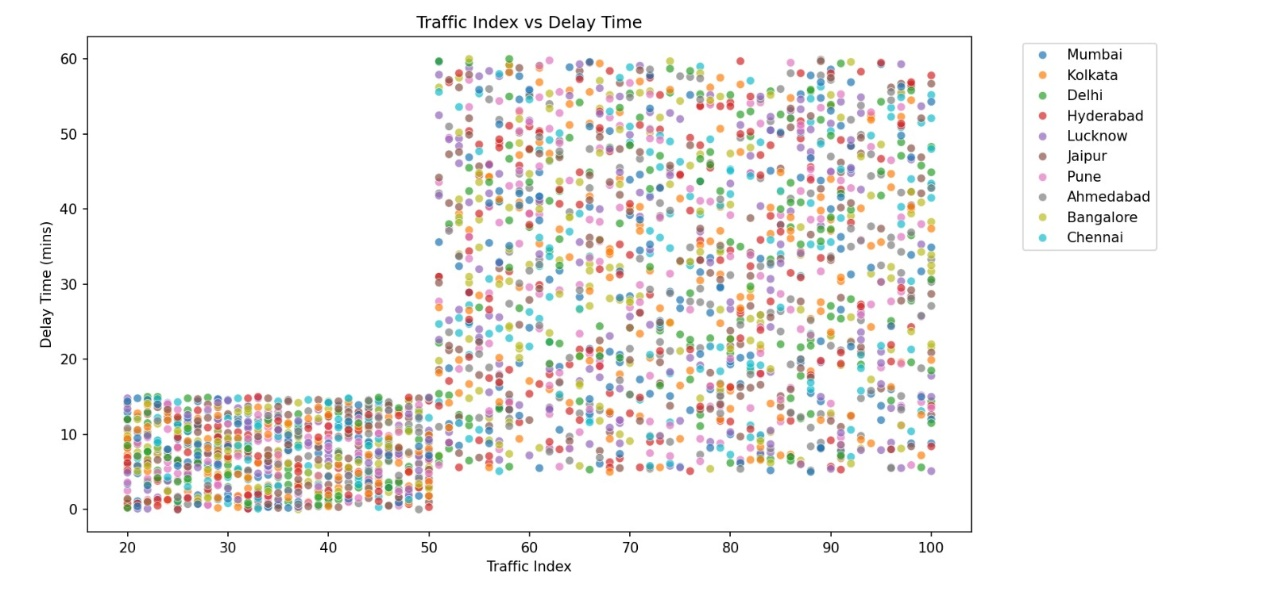 Traffic Index vs Delay Time
Delay Time (mins)
60
50
40
30
20
10
0
20 30 40 50 60 70 80 90 100
Traffic Index
Mumbai
Kolkata
Delhi
Hyderabad
Lucknow
Jaipur
Pune
Ahmedabad
Bangalore
Chennai